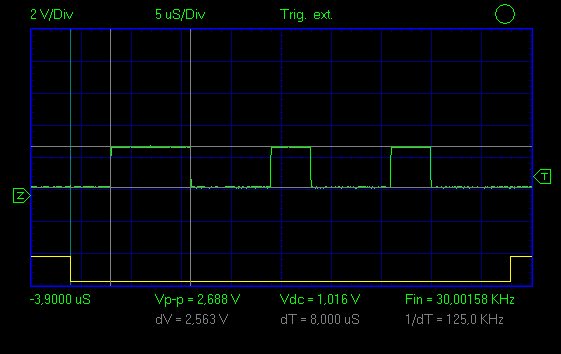 2 V/Div 5 uS/Div Trig. ext.
Z
T
-3,9000 uS Vp-p = 2,688 V Vdc = 1,016 V Fin = 30,00158 KHz
dV = 2,563 V dT = 8,000 uS 1/dT = 125,0 KHz